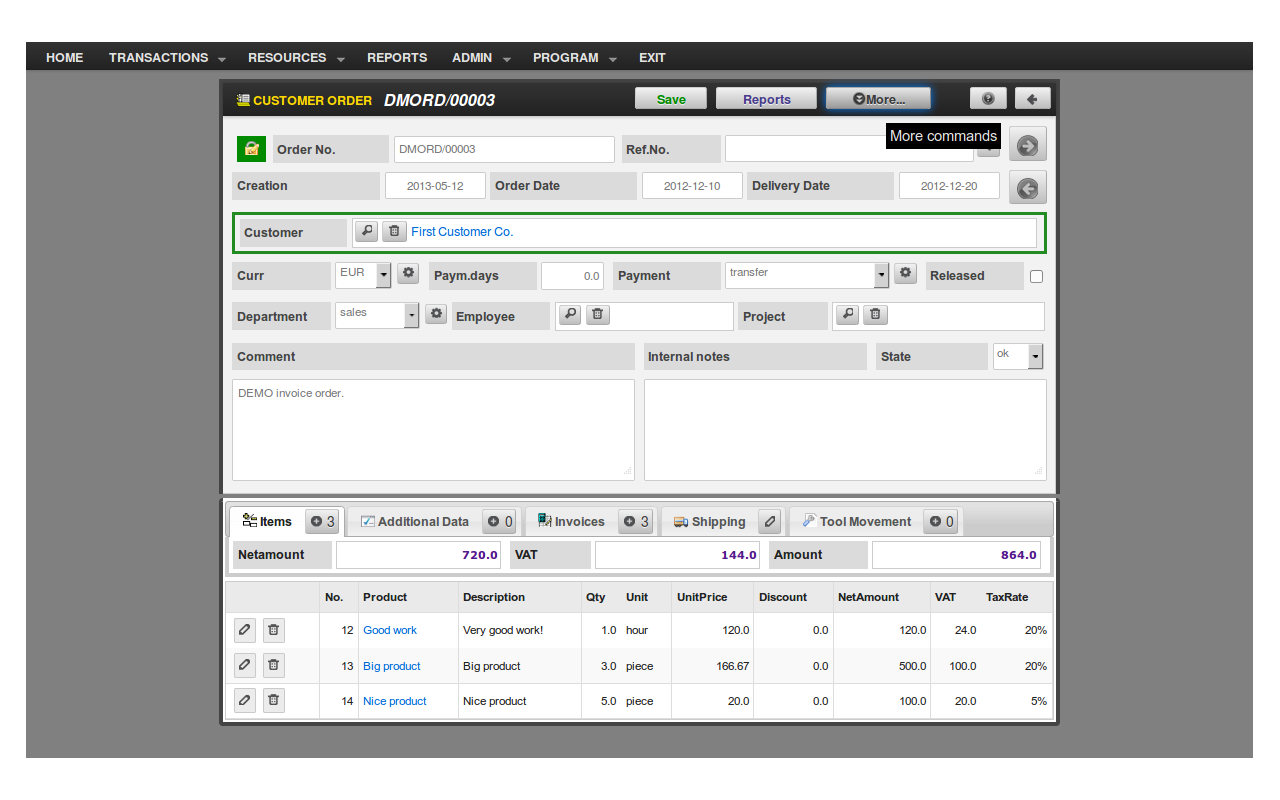 HOME TRANSACTIONS RESOURCES REPORTS ADMIN PROGRAM EXIT
CUSTOMER ORDER DMORD/00003 Save Reports More...
More commands
Order No. DMORD/00003 Ref.No.
Creation 2013-05-12 Order Date 2012-12-10 Delivery Date 2012-12-20
Customer First Customer Co.
Curr EUR Paym.days 0.0 Payment transfer Released
Department sales Employee Project
Comment Internal notes State ok
DEMO invoice order.
Items 3 Additional Data 0 Invoices 3 Shipping Tool Movement 0
Netamount 720.0 VAT 144.0 Amount 864.0
No. Product Description Qty Unit UnitPrice Discount NetAmount VAT TaxRate
12 Good work Very good work! 1.0 hour 120.0 0.0 120.0 24.0 20%
13 Big product Big product 3.0 piece 166.67 0.0 500.0 100.0 20%
14 Nice product Nice product 5.0 piece 20.0 0.0 100.0 20.0 5%